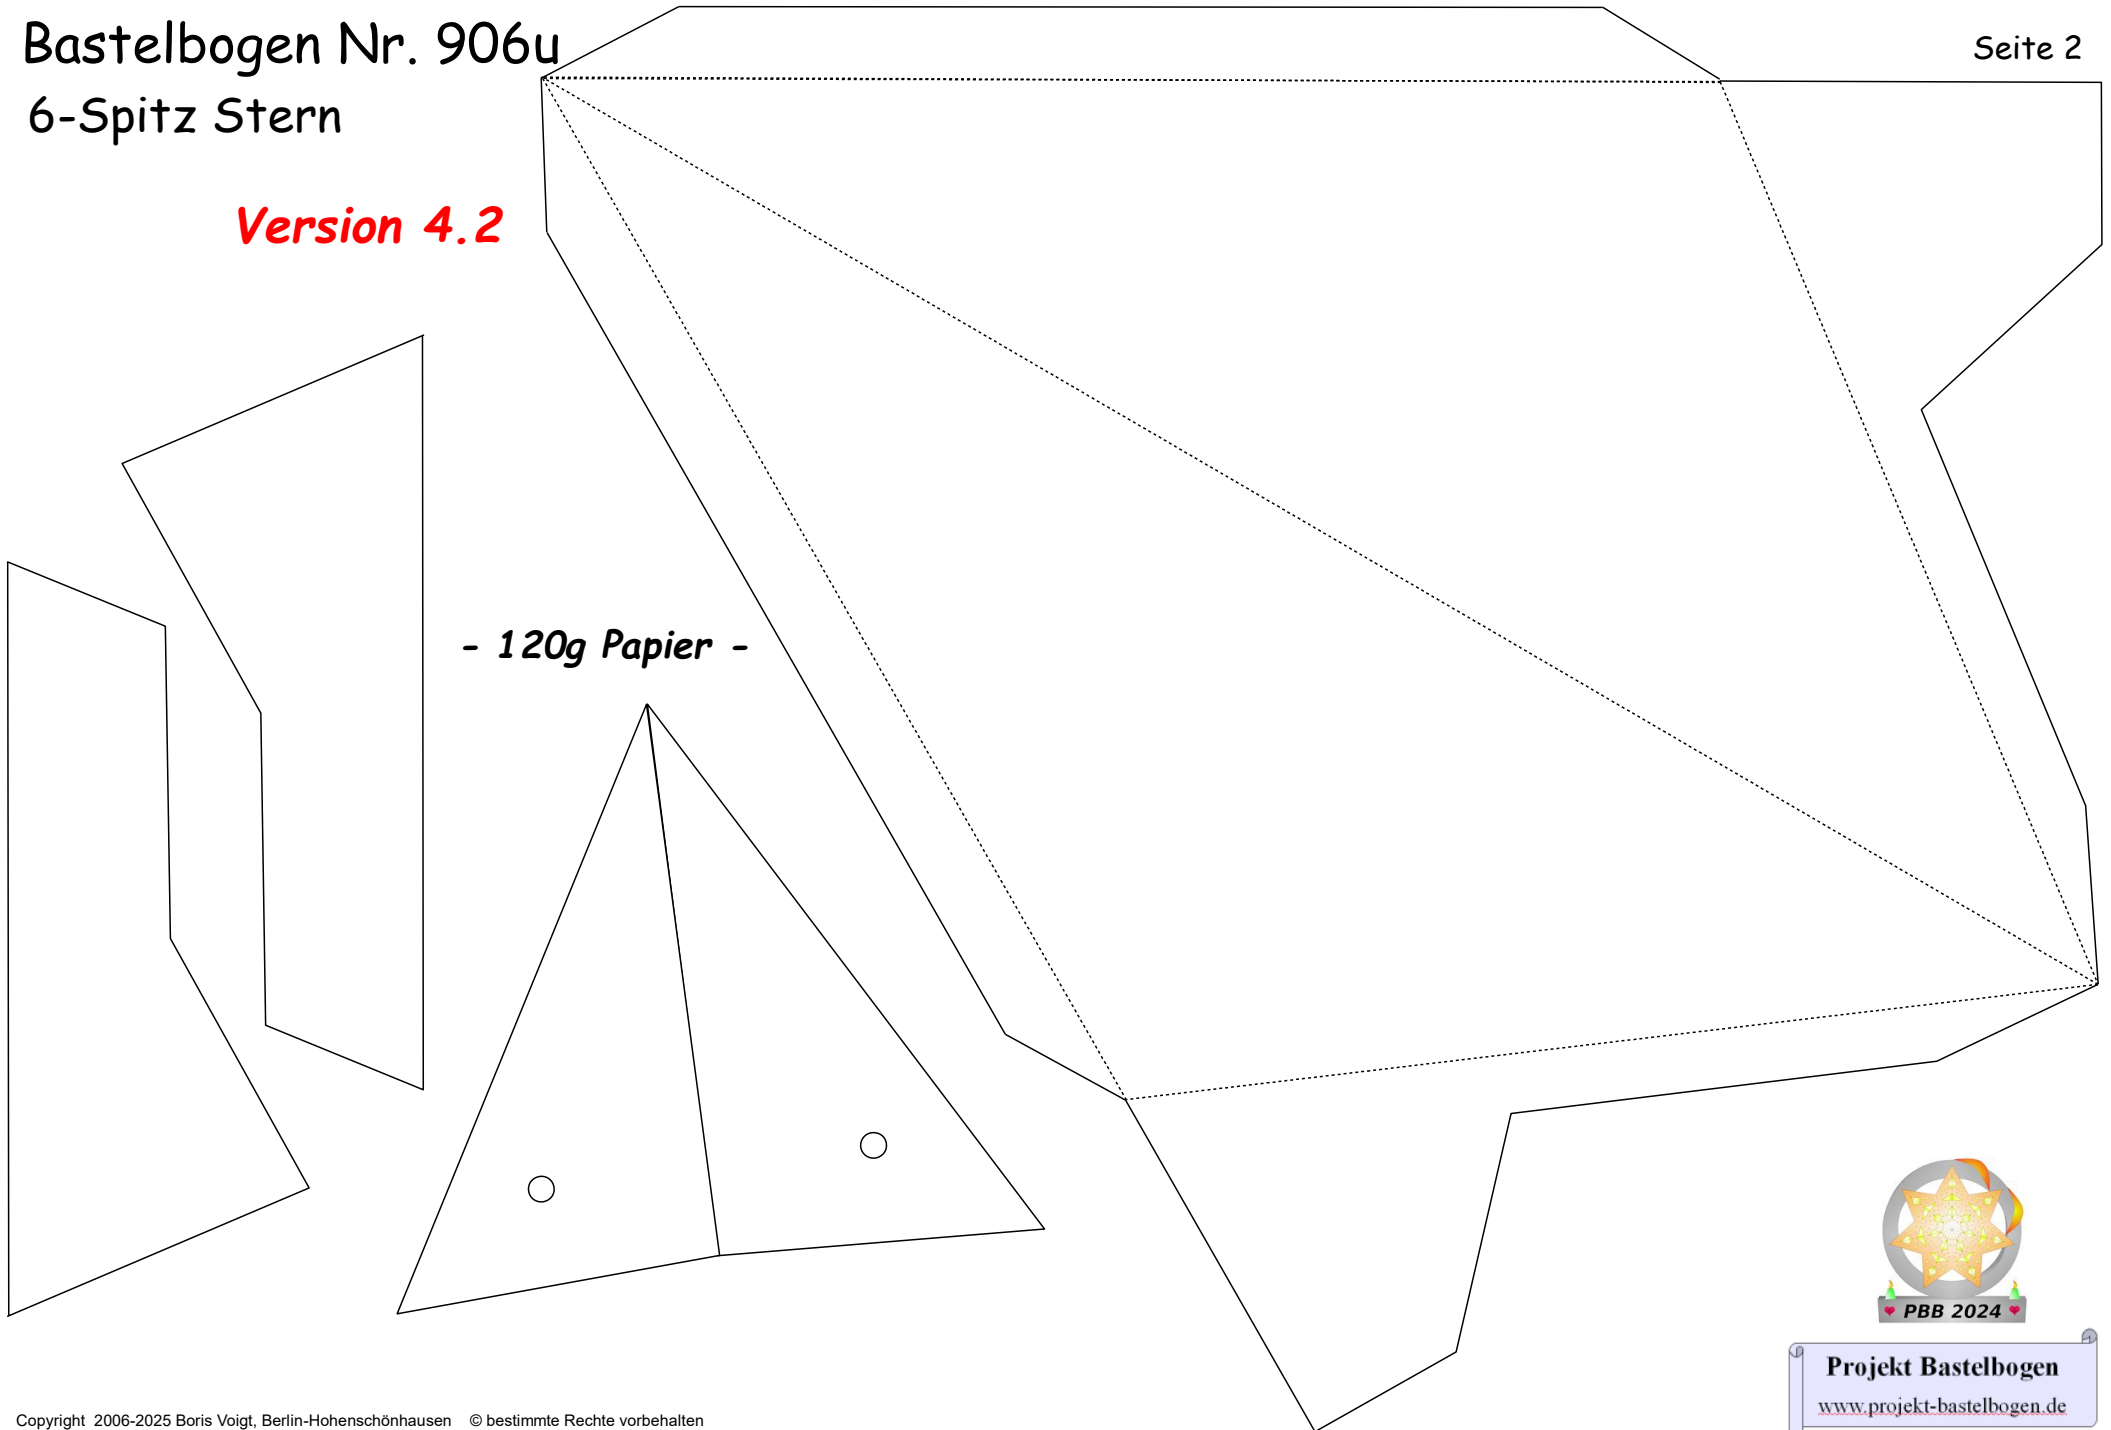 Bastelbogen Nr. 906u
Seite 2
6-Spitz Stern
Version 4.2
- 120g Papier -
PBB 2024
Projekt Bastelbogen
www.projekt-bastelbogen.de
Copyright 2006-2025 Boris Voigt, Berlin-Hohenschönhausen © bestimmte Rechte vorbehalten